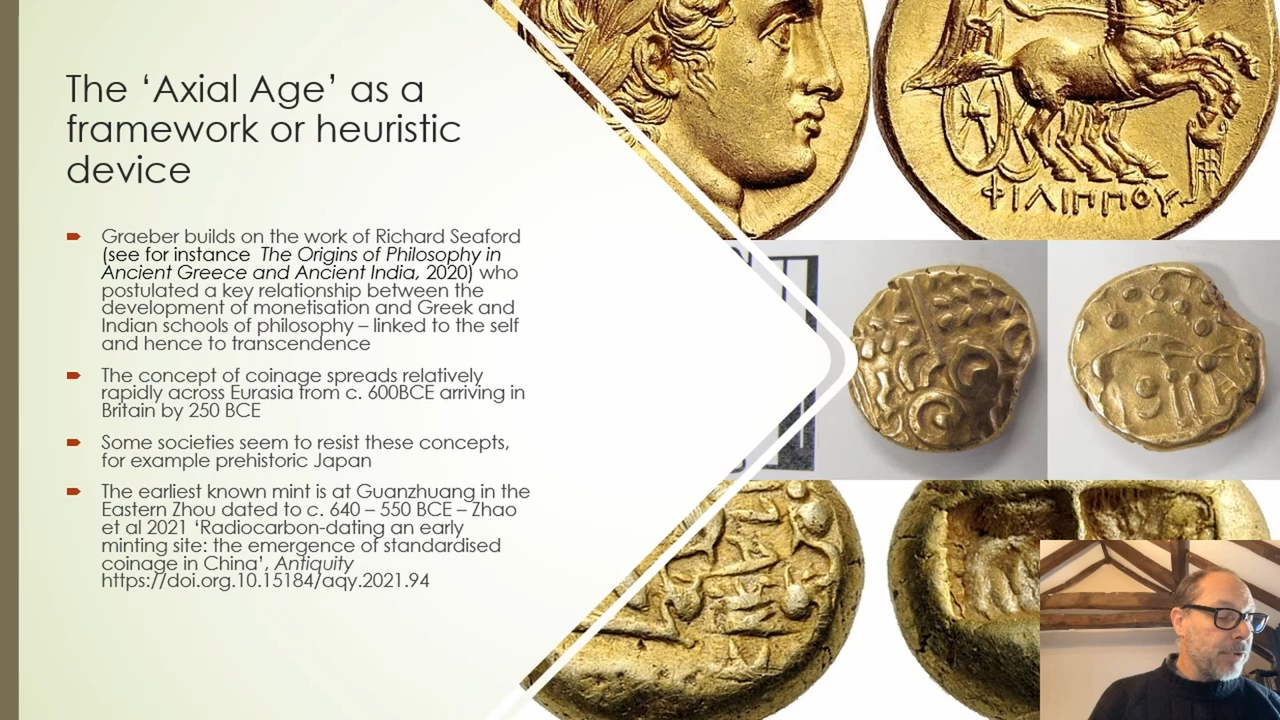 The ‘Axial Age’ as a
framework or heuristic
device
Graeber builds on the work of Richard Seaford
(see for instance The Origins of Philosophy in
Ancient Greece and Ancient India, 2020) who
postulated a key relationship between the
development of monetisation and Greek and
Indian schools of philosophy – linked to the self
and hence to transcendence
The concept of coinage spreads relatively
rapidly across Eurasia from c. 600BCE arriving in
Britain by 250 BCE
Some societies seem to resist these concepts,
for example prehistoric Japan
The earliest known mint is at Guanzhuang in the
Eastern Zhou dated to c. 640 – 550 BCE – Zhao
et al 2021 ‘Radiocarbon-dating an early
minting site: the emergence of standardised
coinage in China’, Antiquity
https://doi.org.10.15184/aqy.2021.94
ΦΙΛΙΠΠΟΥ